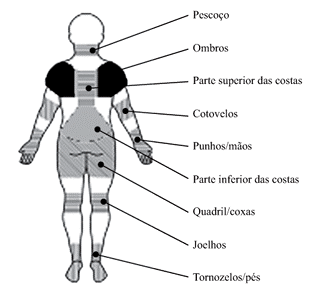 Pescoço
Ombros
Parte superior das costas
Cotovelos
Punhos/mãos
Parte inferior das costas
Quadril/coxas
Joelhos
Tornozelos/pés